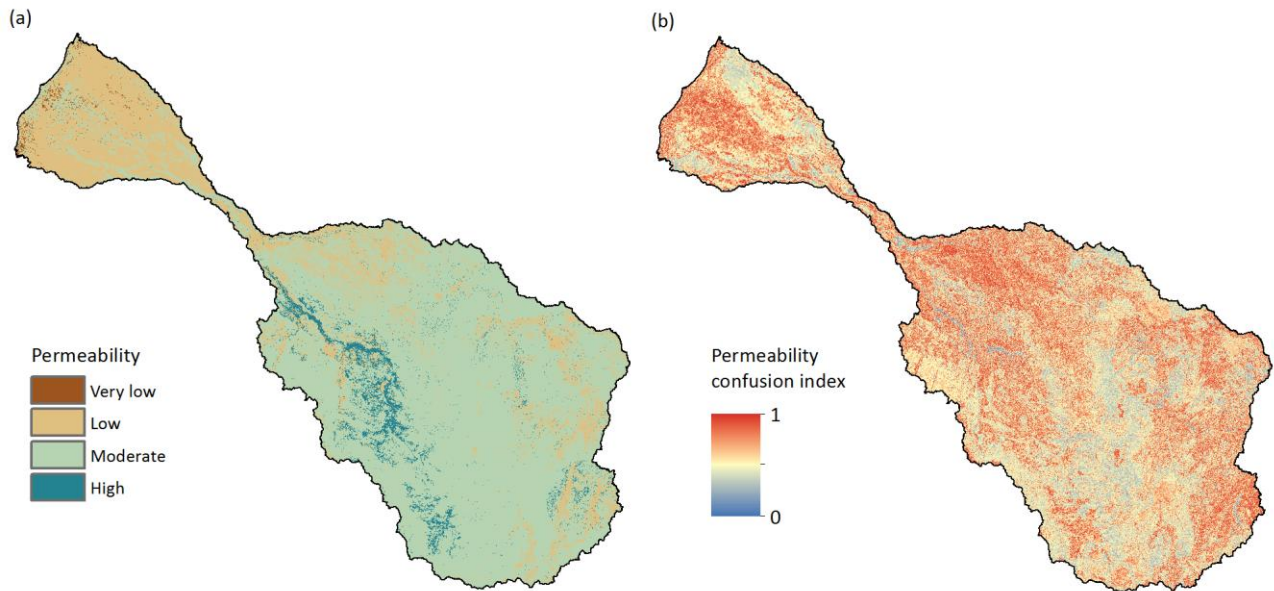 (a)
(b)
Permeability
Very low
Low
Moderate
High
Permeability
confusion index
1
0